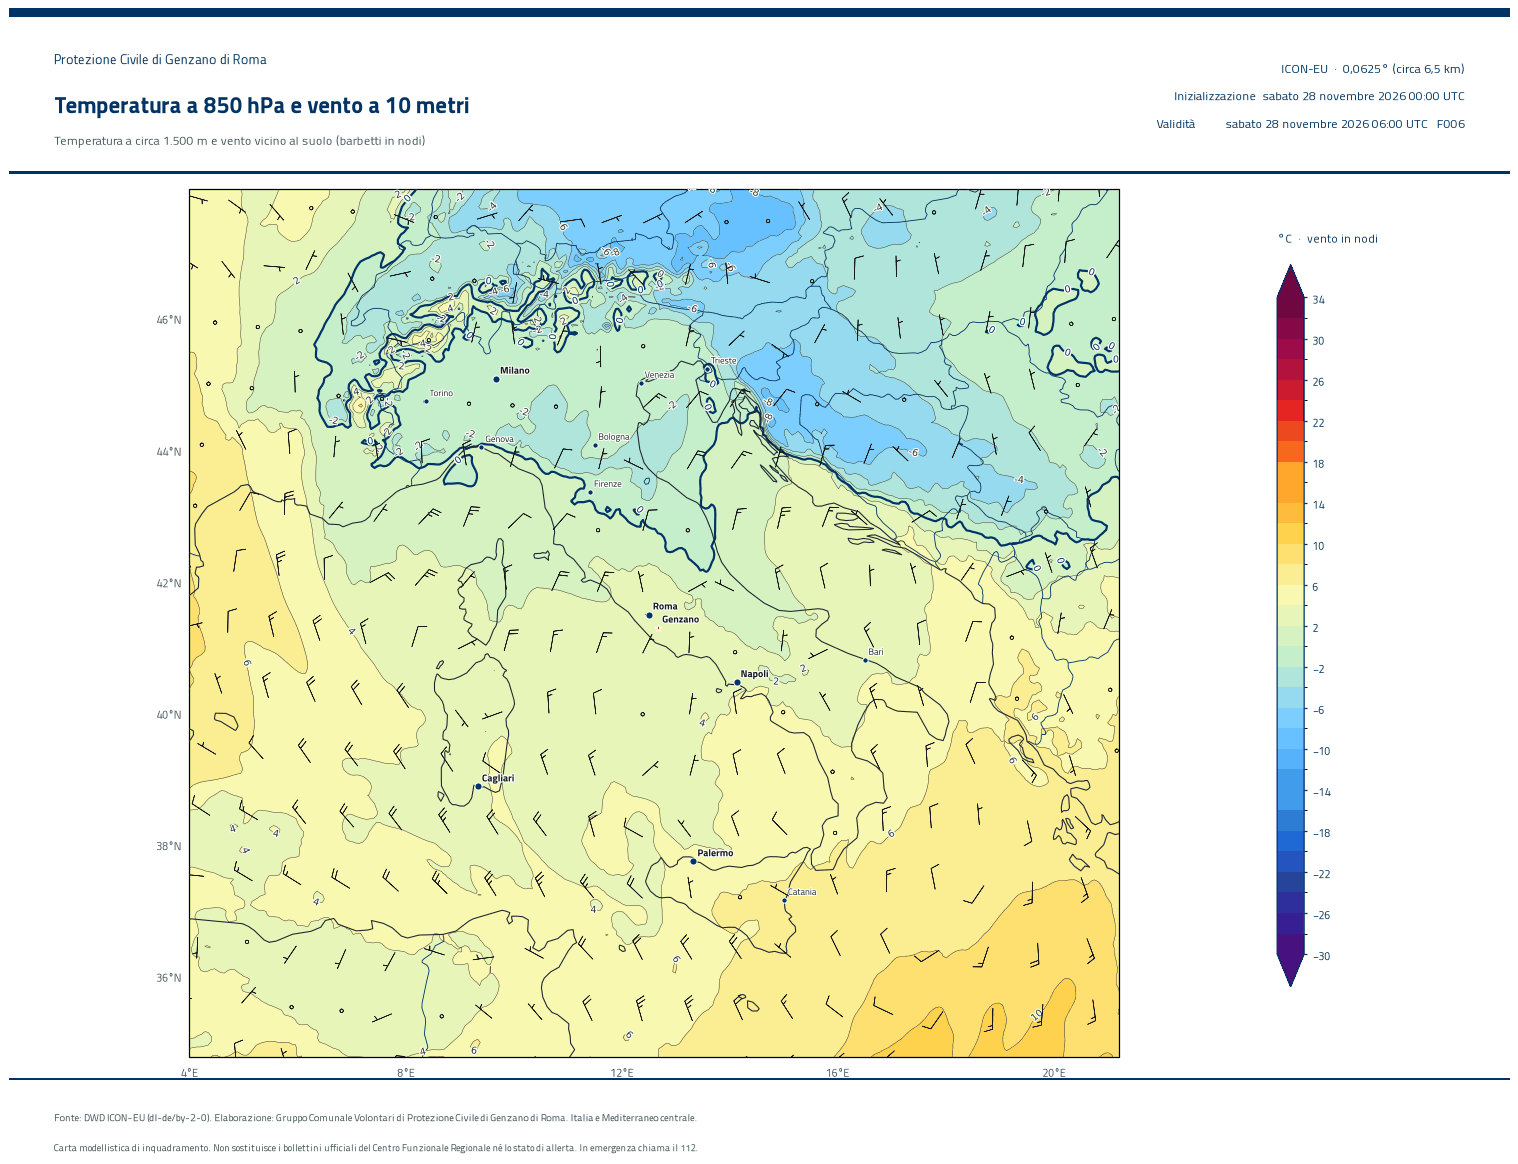 Protezione Civile di Genzano di Roma
Temperatura a 850 hPa e vento a 10 metri
Temperatura a circa 1.500 m e vento vicino al suolo (barbetti in nodi)
ICON-EU · 0,0625° (circa 6,5 km)
Inizializzazione sabato 28 novembre 2026 00:00 UTC
Validità sabato 28 novembre 2026 06:00 UTC F006
°C · vento in nodi
34
30
26
22
18
14
10
6
2
−2
−6
−10
−14
−18
−22
−26
−30
46°N
44°N
42°N
40°N
38°N
36°N
4°E
8°E
12°E
16°E
20°E
Trieste
Milano
Venezia
Torino
Genova
Bologna
Firenze
Roma
Genzano
Bari
Napoli
Cagliari
Palermo
Catania
Fonte: DWD ICON-EU (dl-de/by-2-0). Elaborazione: Gruppo Comunale Volontari di Protezione Civile di Genzano di Roma. Italia e Mediterraneo centrale.
Carta modellistica di inquadramento. Non sostituisce i bollettini ufficiali del Centro Funzionale Regionale né lo stato di allerta. In emergenza chiama il 112.